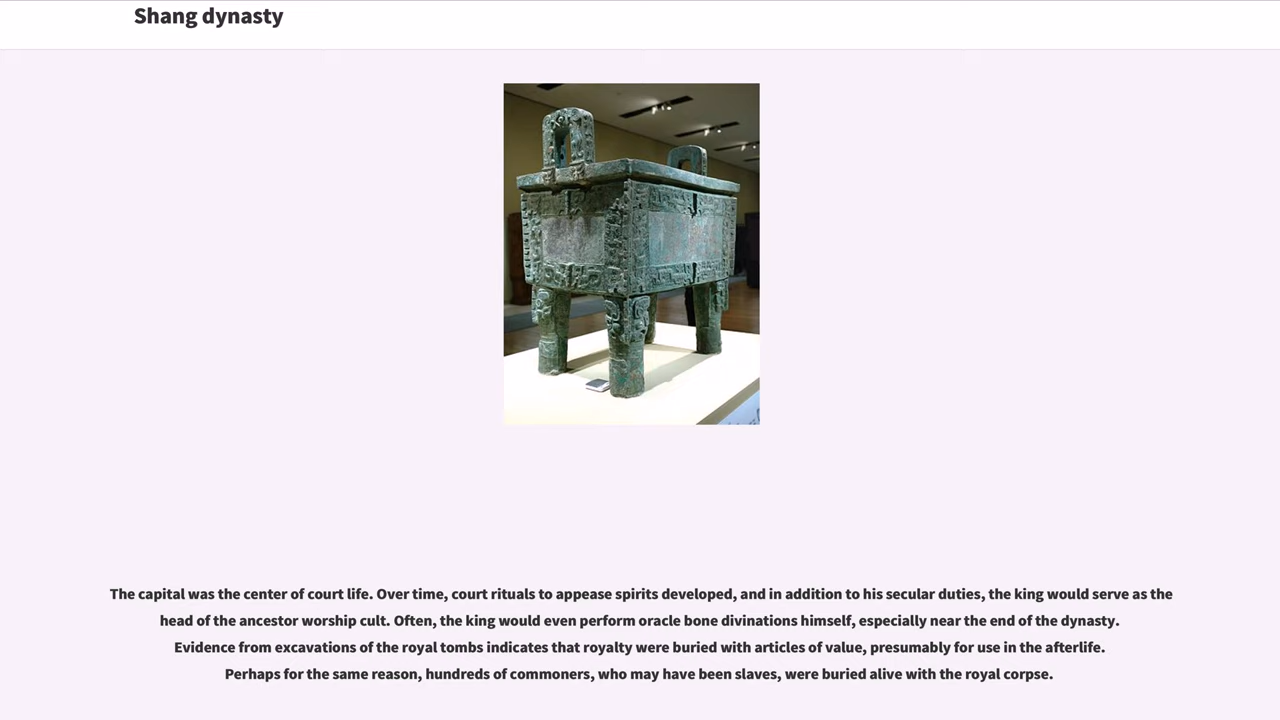 Shang dynasty
The capital was the center of court life. Over time, court rituals to appease spirits developed, and in addition to his secular duties, the king would serve as the
head of the ancestor worship cult. Often, the king would even perform oracle bone divinations himself, especially near the end of the dynasty.
Evidence from excavations of the royal tombs indicates that royalty were buried with articles of value, presumably for use in the afterlife.
Perhaps for the same reason, hundreds of commoners, who may have been slaves, were buried alive with the royal corpse.